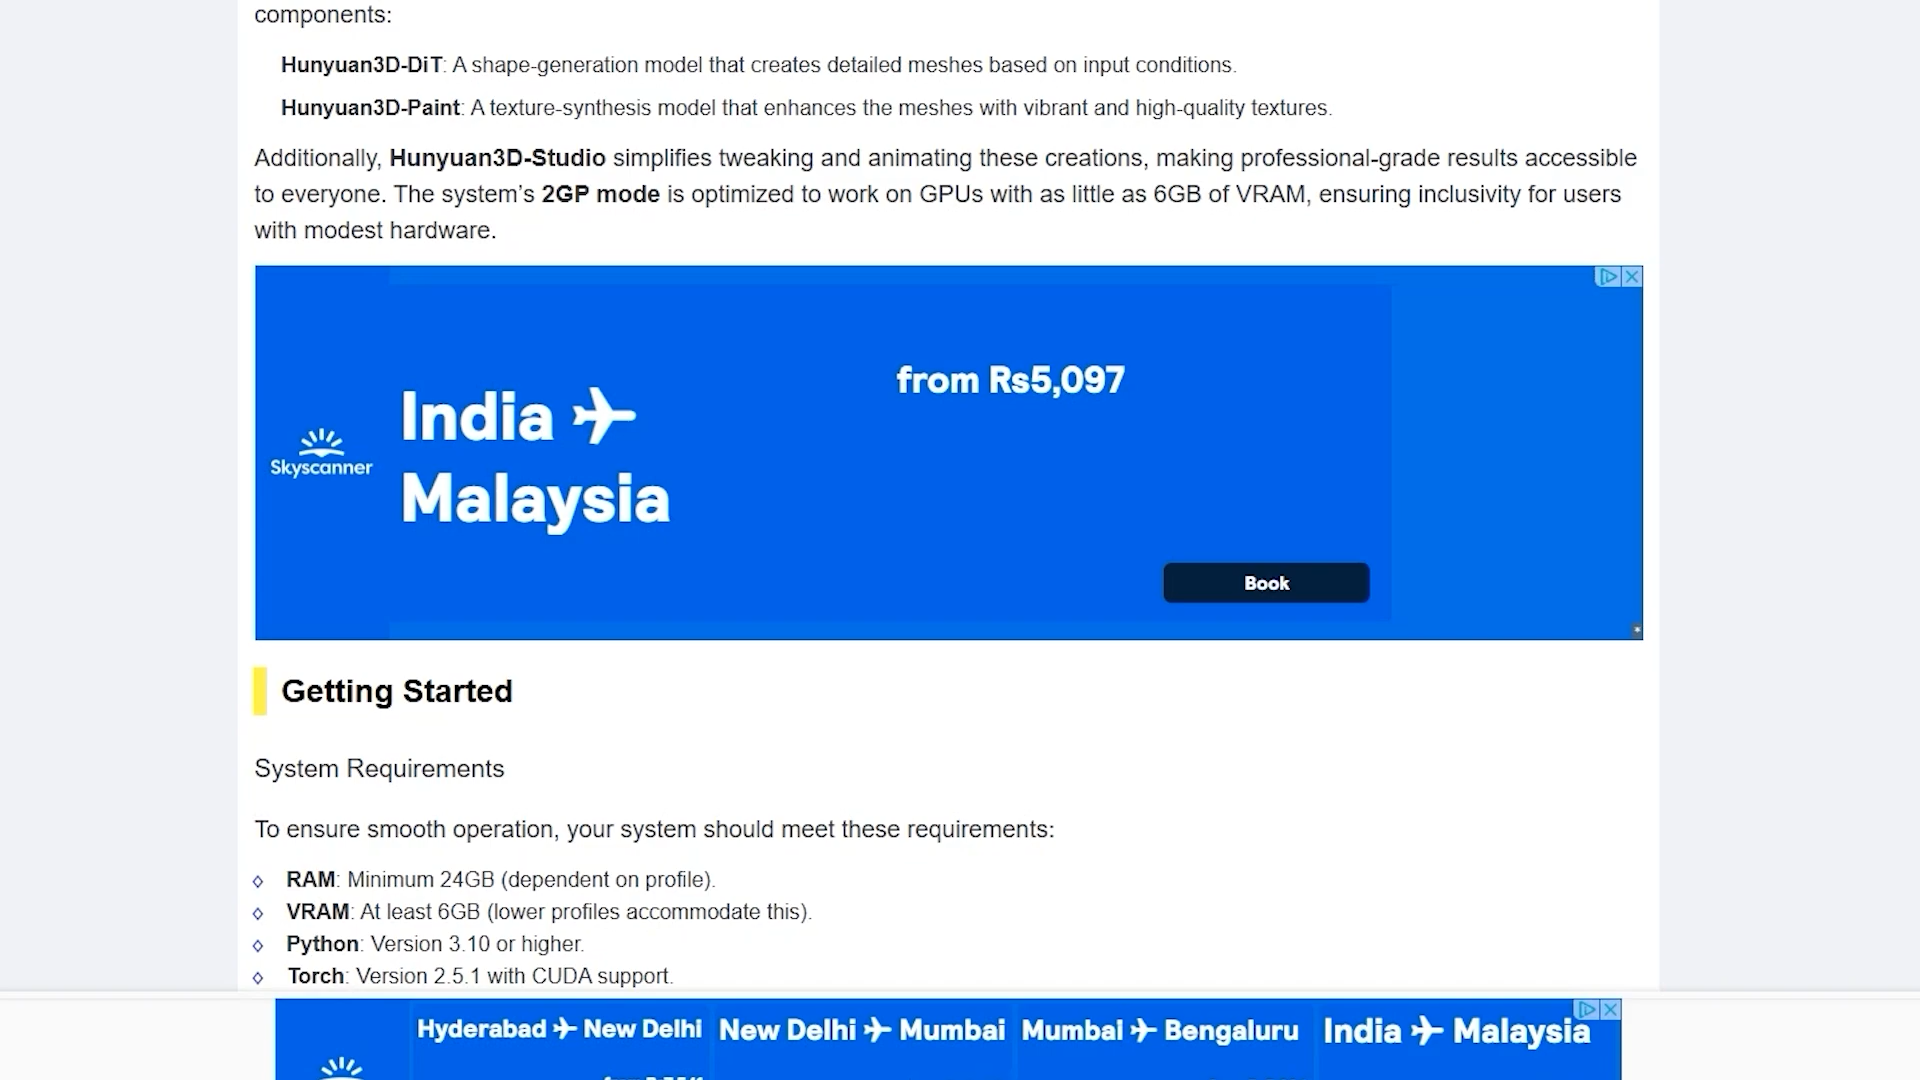 components:
Hunyuan3D-DiT: A shape-generation model that creates detailed meshes based on input conditions.
Hunyuan3D-Paint: A texture-synthesis model that enhances the meshes with vibrant and high-quality textures.
Additionally, Hunyuan3D-Studio simplifies tweaking and animating these creations, making professional-grade results accessible
to everyone. The system’s 2GP mode is optimized to work on GPUs with as little as 6GB of VRAM, ensuring inclusivity for users
with modest hardware.
from Rs5,097
India
Skyscanner
Malaysia
Book
Getting Started
System Requirements
To ensure smooth operation, your system should meet these requirements:
RAM: Minimum 24GB (dependent on profile).
VRAM: At least 6GB (lower profiles accommodate this).
Python: Version 3.10 or higher.
Torch: Version 2.5.1 with CUDA support.
Hyderabad ✈ New Delhi New Delhi ✈ Mumbai Mumbai ✈ Bengaluru India ✈ Malaysia